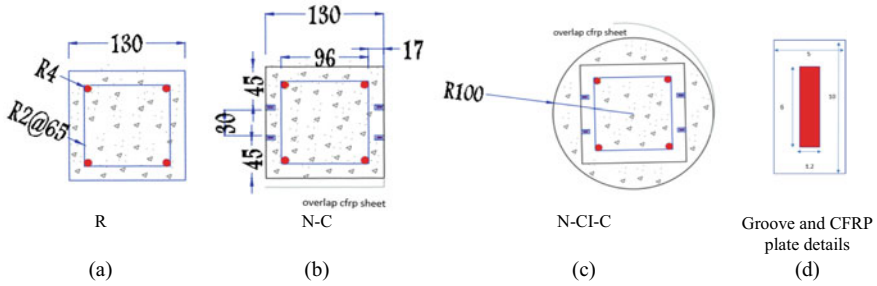 130
R4
R2@65
R
(a)
130
17
96
45
30
45
overlap cfrp sheet
N-C
(b)
overlap cfrp sheet
R100
N-CI-C
(c)
5
10
6
1.2
Groove and CFRP
plate details
(d)